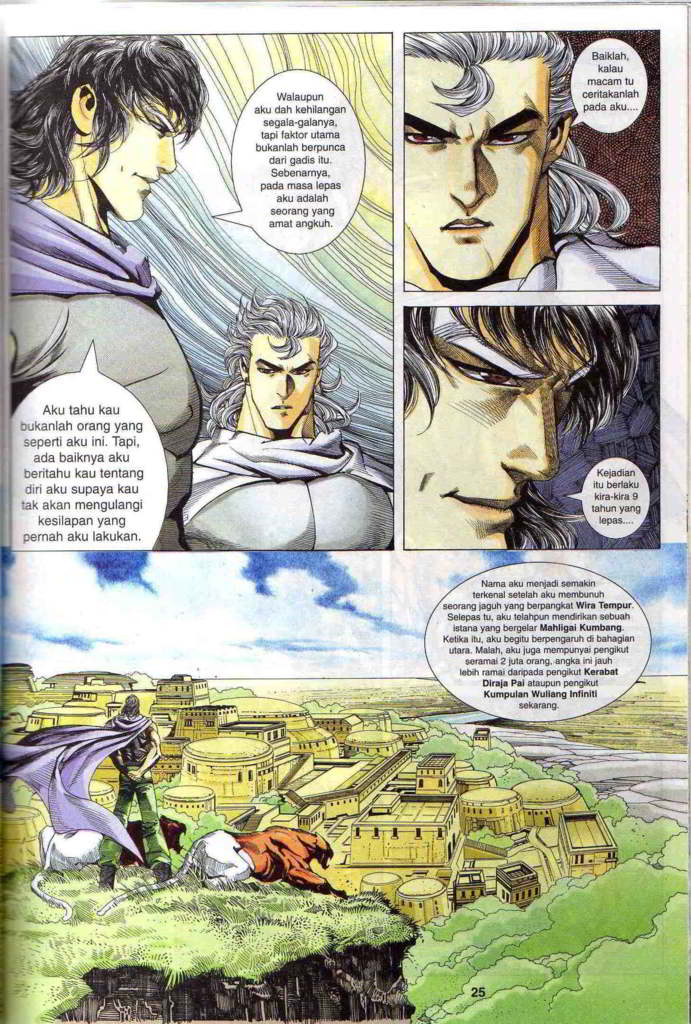 Walaupun
aku dah kehilangan
segala-galanya,
tapi faktor utama
bukanlah berpunca
dari gadis itu.
Sebenarnya,
pada masa lepas
aku adalah
seorang yang
amat angkuh.
Aku tahu kau
bukanlah orang yang
seperti aku ini. Tapi,
ada baiknya aku
beritahu kau tentang
diri aku supaya kau
tak akan mengulangi
kesilapan yang
pernah aku lakukan.
Baiklah,
kalau
macam tu
ceritakanlah
pada aku....
Kejadian
itu berlaku
kira-kira 9
tahun yang
lepas....
Nama aku menjadi semakin
terkenal setelah aku membunuh
seorang jaguh yang berpangkat Wira Tempur.
Selepas tu, aku telahpun mendirikan sebuah
istana yang bergelar Mahligai Kumbang.
Ketika itu, aku begitu berpengaruh di bahagian
utara. Malah, aku juga mempunyai pengikut
seramai 2 juta orang, angka ini jauh
lebih ramai daripada pengikut Kerabat
Diraja Pai ataupun pengikut
Kumpulan Wuliang Infiniti
sekarang.
25